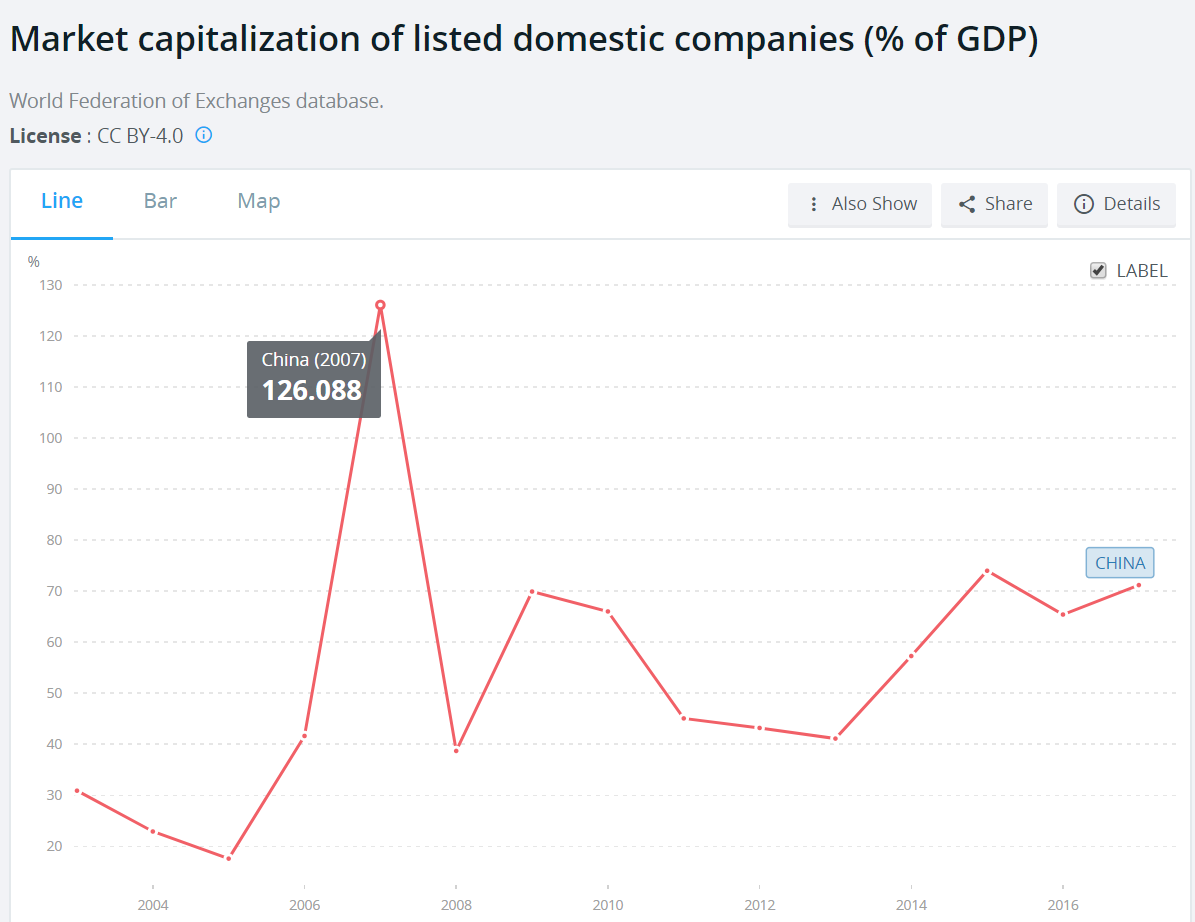 Market capitalization of listed domestic companies (% of GDP)
World Federation of Exchanges database.
License : CC BY-4.0
Line Bar Map Also Show Share Details
%
LABEL
130
120
China (2007)
126.088
110
100
90
80
CHINA
70
60
50
40
30
20
2004 2006 2008 2010 2012 2014 2016